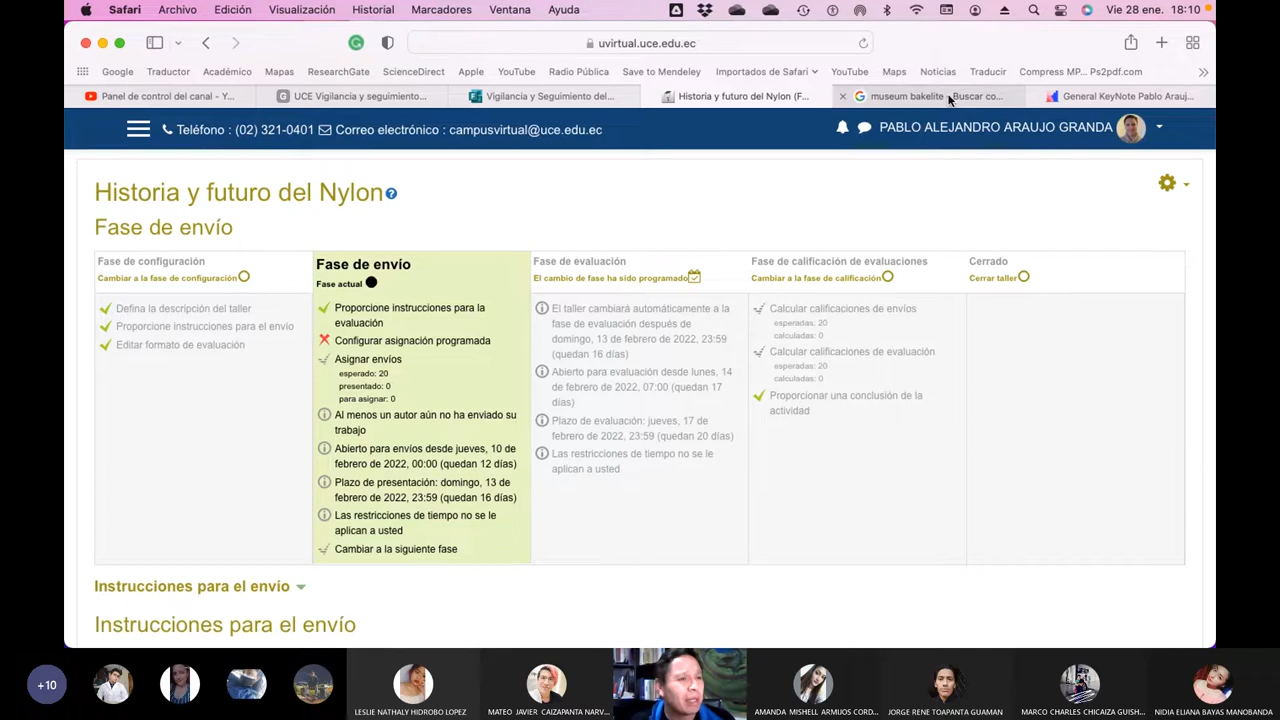 Safari Archivo Edición Visualización Historial Marcadores Ventana Ayuda Vie 28 ene. 18:10
uvirtual.uce.edu.ec
Google Traductor Académico Mapas ResearchGate ScienceDirect Apple YouTube Radio Pública Save to Mendeley Importados de Safari YouTube Maps Noticias Traducir Compress MP... Ps2pdf.com
Panel de control del canal - Y... UCE Vigilancia y seguimiento... Vigilancia y Seguimiento del... Historia y futuro del Nylon (F... museum bakelite - Buscar co... General KeyNote Pablo Arauj...
Teléfono : (02) 321-0401 Correo electrónico : campusvirtual@uce.edu.ec PABLO ALEJANDRO ARAUJO GRANDA
Historia y futuro del Nylon
Fase de envío
Fase de configuración
Cambiar a la fase de configuración
Defina la descripción del taller
Proporcione instrucciones para el envío
Editar formato de evaluación
Fase de envío
Fase actual
Proporcione instrucciones para la
evaluación
Configurar asignación programada
Asignar envíos
esperado: 20
presentado: 0
para asignar: 0
Al menos un autor aún no ha enviado su
trabajo
Abierto para envíos desde jueves, 10 de
febrero de 2022, 00:00 (quedan 12 días)
Plazo de presentación: domingo, 13 de
febrero de 2022, 23:59 (quedan 16 días)
Las restricciones de tiempo no se le
aplican a usted
Cambiar a la siguiente fase
Fase de evaluación
El cambio de fase ha sido programado
El taller cambiará automáticamente a la
fase de evaluación después de
domingo, 13 de febrero de 2022, 23:59
(quedan 16 días)
Abierto para evaluación desde lunes, 14
de febrero de 2022, 07:00 (quedan 17
días)
Plazo de evaluación: jueves, 17 de
febrero de 2022, 23:59 (quedan 20 días)
Las restricciones de tiempo no se le
aplican a usted
Fase de calificación de evaluaciones
Cambiar a la fase de calificación
Calcular calificaciones de envíos
esperadas: 20
calculadas: 0
Calcular calificaciones de evaluación
esperadas: 20
calculadas: 0
Proporcionar una conclusión de la
actividad
Cerrado
Cerrar taller
Instrucciones para el envío
Instrucciones para el envío
+10
LESLIE NATHALY HIDROBO LOPEZ
MATEO JAVIER CAIZAPANTA NARV...
AMANDA MISHELL ARMIJOS CORD...
JORGE RENE TOAPANTA GUAMAN
MARCO CHARLES CHICAIZA GUISH...
NIDIA ELIANA BAYAS MANOBANDA